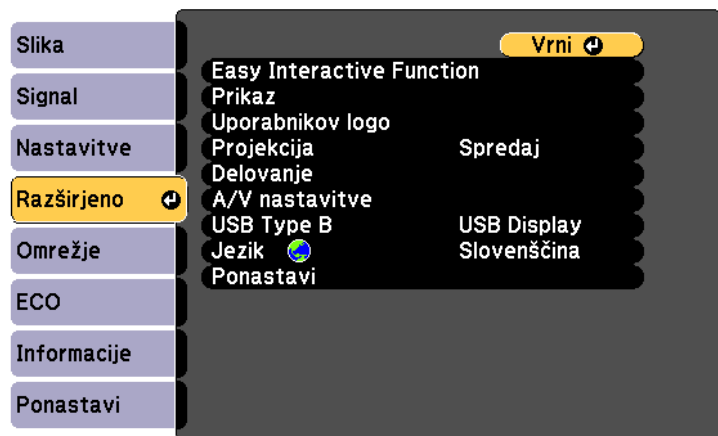 Slika
Signal
Nastavitve
Razširjeno
Omrežje
ECO
Informacije
Ponastavi
Vrni
Easy Interactive Function
Prikaz
Uporabnikov logo
Projekcija Spredaj
Delovanje
A/V nastavitve
USB Type B USB Display
Jezik Slovenščina
Ponastavi